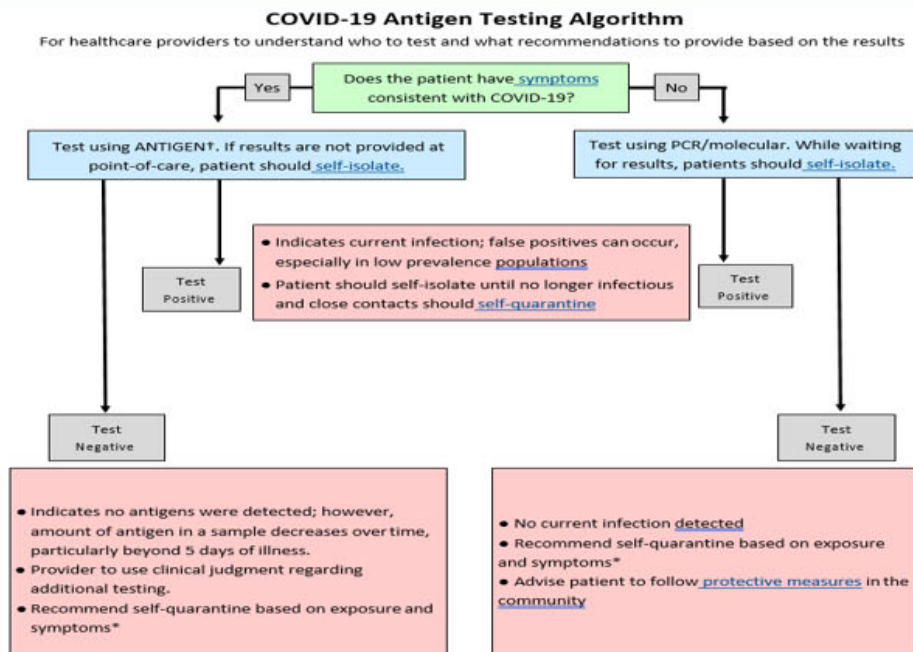 COVID-19 Antigen Testing Algorithm
For healthcare providers to understand who to test and what recommendations to provide based on the results
Does the patient have symptoms
consistent with COVID-19?
Yes
No
Test using ANTIGEN†. If results are not provided at
point-of-care, patient should self-isolate.
Test using PCR/molecular. While waiting
for results, patients should self-isolate.
● Indicates current infection; false positives can occur,
especially in low prevalence populations
● Patient should self-isolate until no longer infectious
and close contacts should self-quarantine
Test
Positive
Test
Positive
Test
Negative
Test
Negative
● Indicates no antigens were detected; however,
amount of antigen in a sample decreases over time,
particularly beyond 5 days of illness.
● Provider to use clinical judgment regarding
additional testing.
● Recommend self-quarantine based on exposure and
symptoms*
● No current infection detected
● Recommend self-quarantine based on exposure
and symptoms*
● Advise patient to follow protective measures in the
community